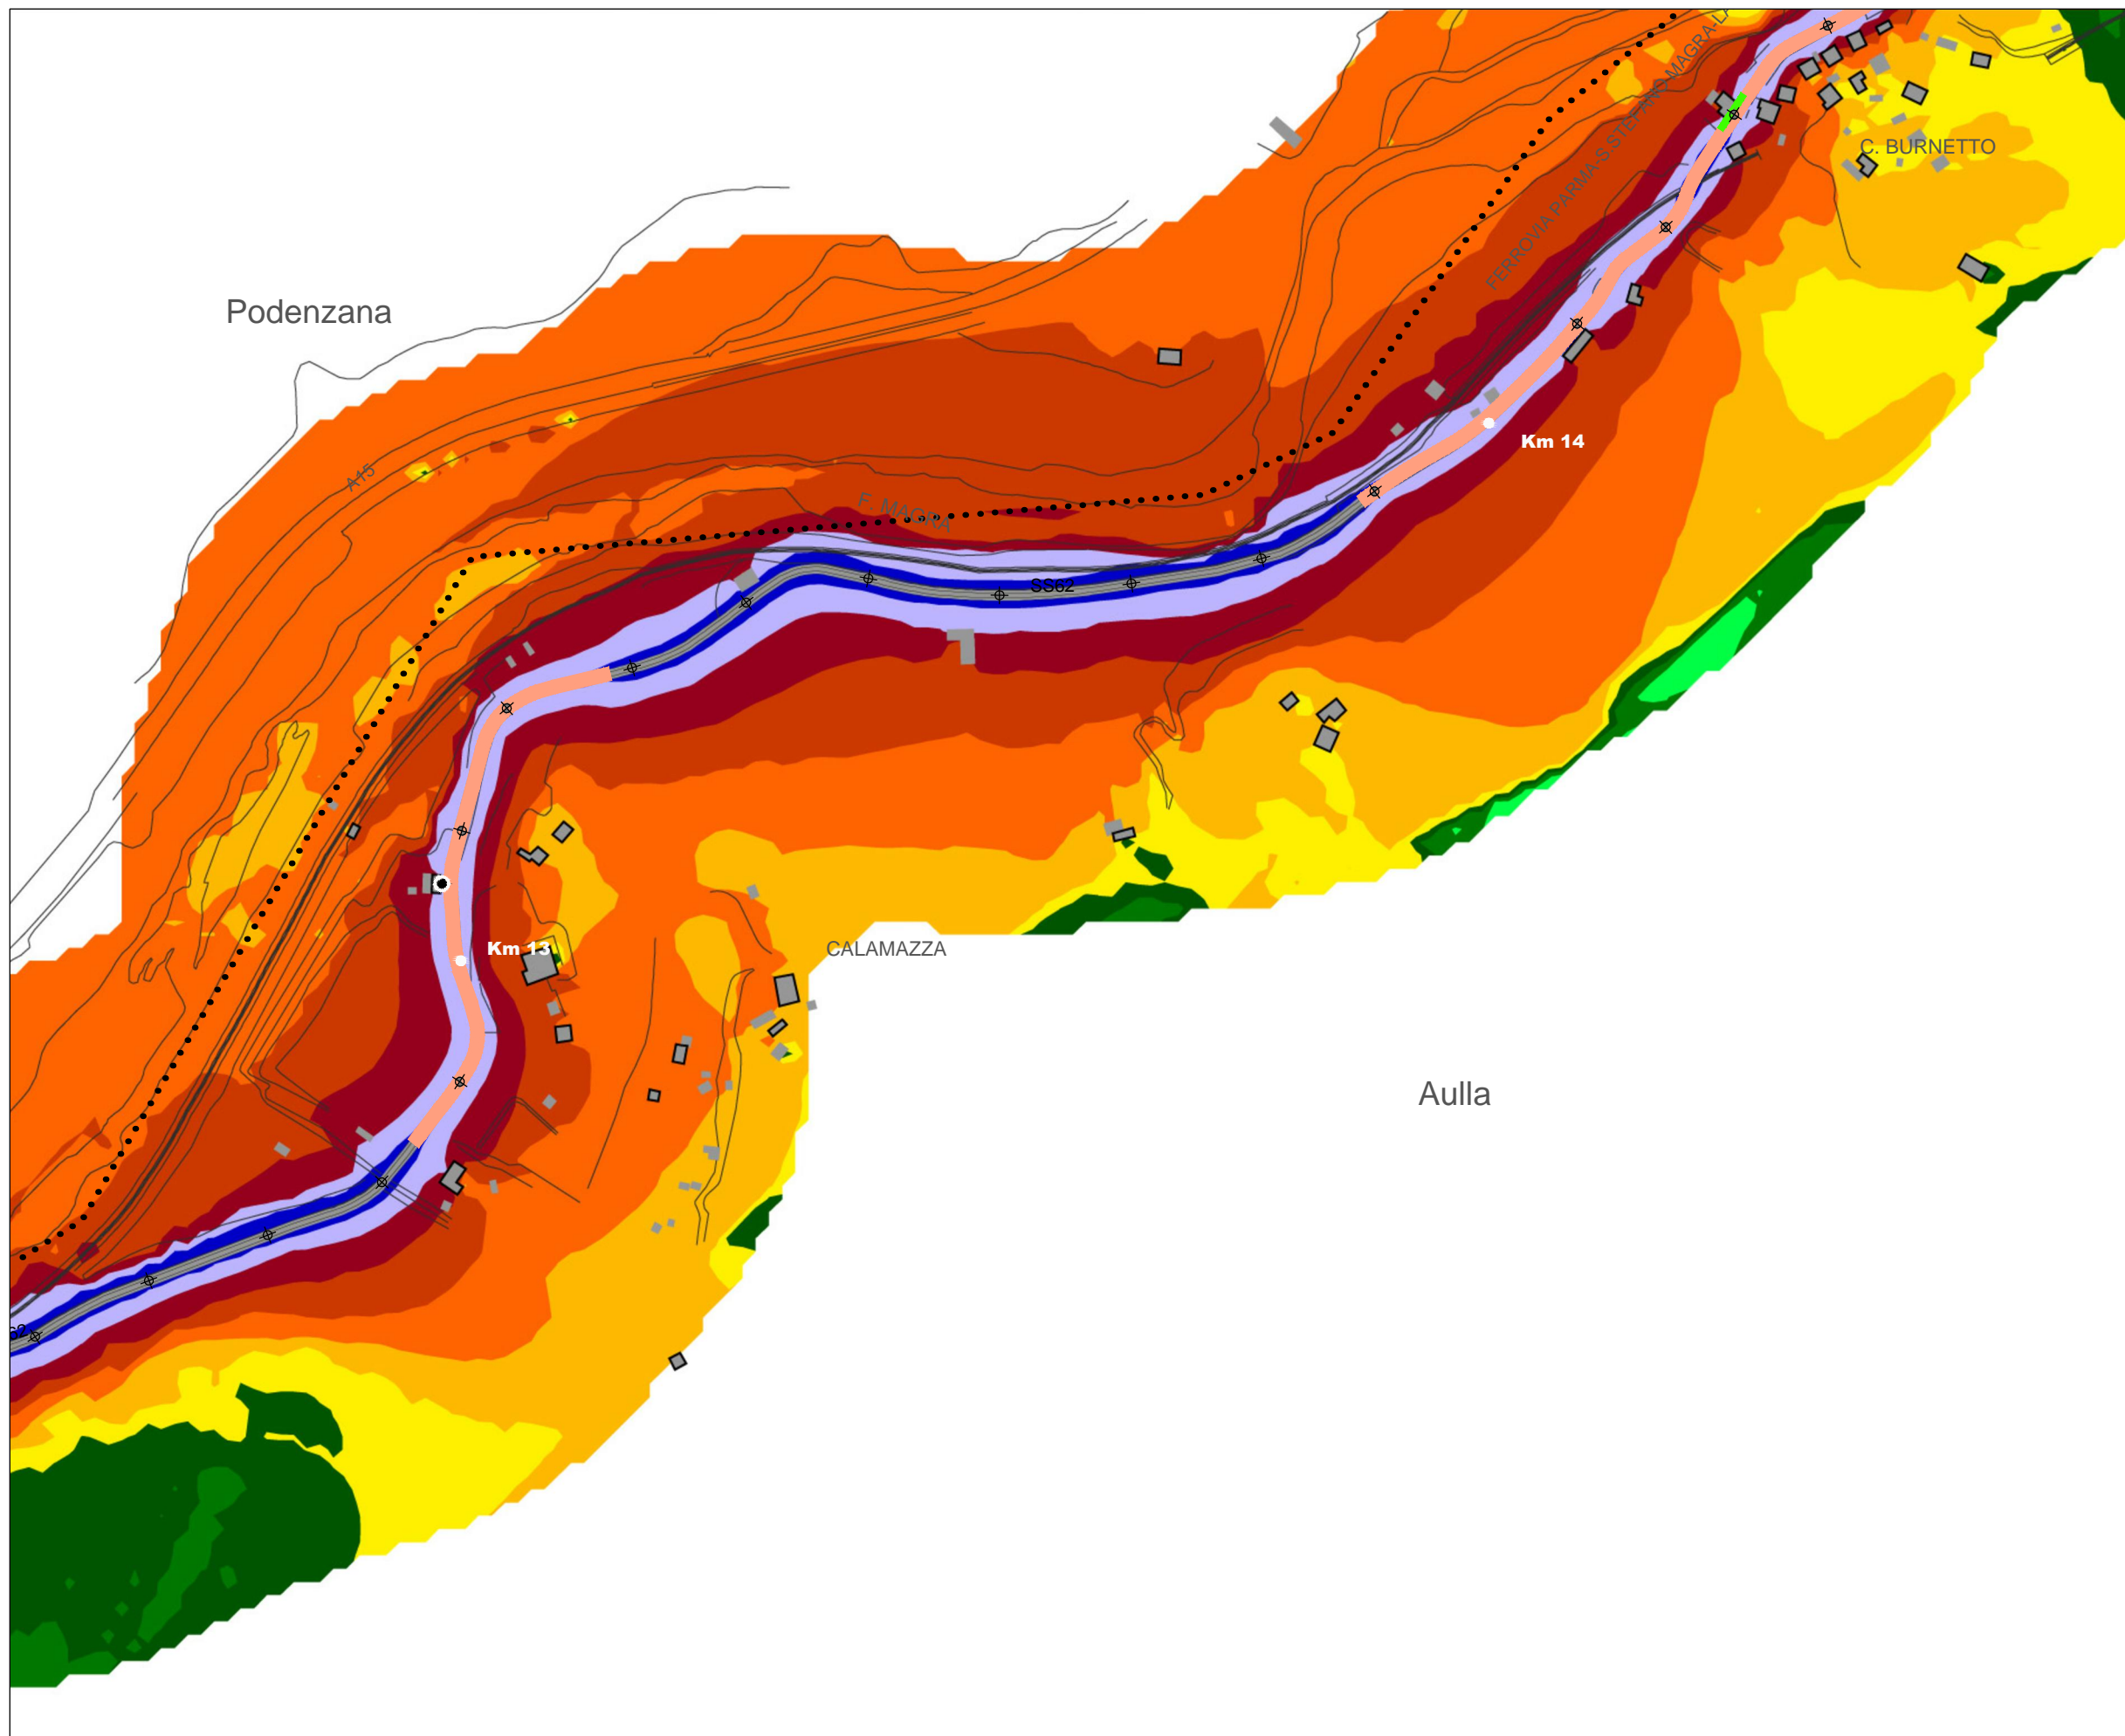 C. BURNETTO
FERROVIA PARMA-S.STEFANO MAGRA-LA
Podenzana
Km 14
A15
F. MAGRA
SS62
Km 13
CALAMAZZA
Aulla